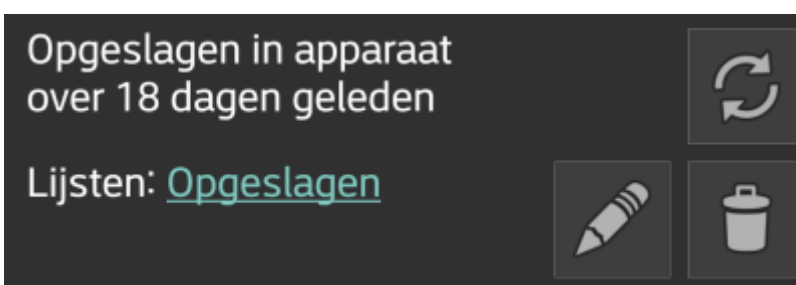 Opgeslagen in apparaat
over 18 dagen geleden
Lijsten: Opgeslagen